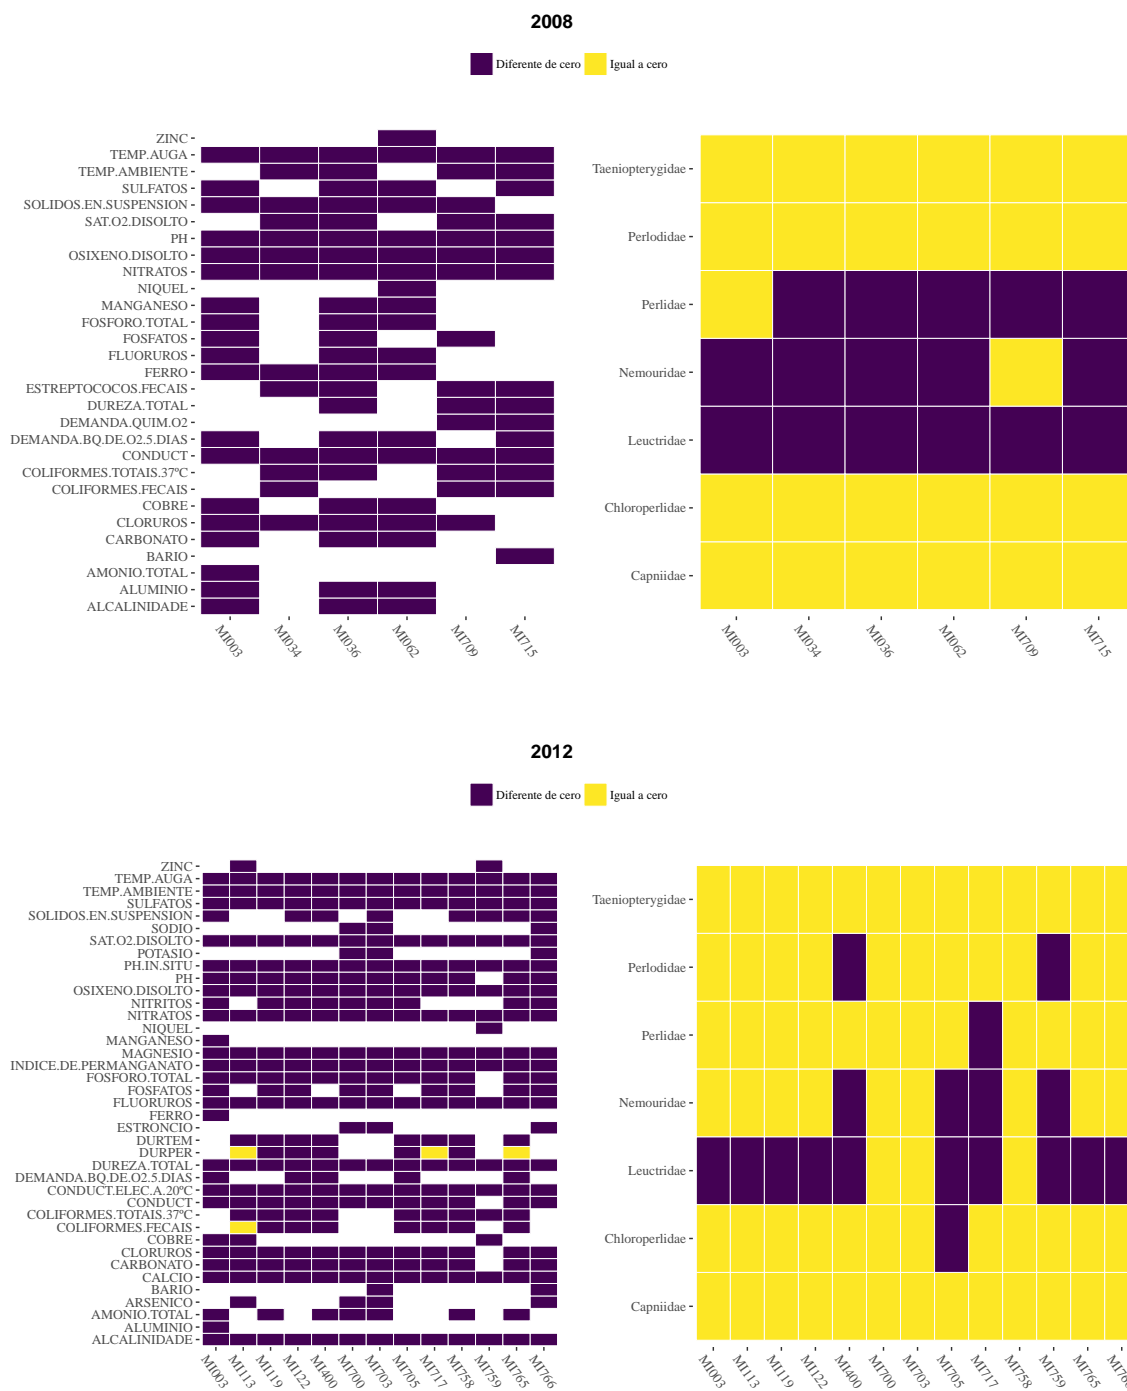 2008
Diferente de cero
Igual a cero
ZINC
TEMP.AUGA
TEMP.AMBIENTE
SULFATOS
SOLIDOS.EN.SUSPENSION
SAT.O2.DISOLTO
PH
OSIXENO.DISOLTO
NITRATOS
NIQUEL
MANGANESO
FOSFORO.TOTAL
FOSFATOS
FLUORUROS
FERRO
ESTREPTOCOCOS.FECAIS
DUREZA.TOTAL
DEMANDA.QUIM.O2
DEMANDA.BQ.DE.O2.5.DIAS
CONDUCT
COLIFORMES.TOTAIS.37ºC
COLIFORMES.FECAIS
COBRE
CLORUROS
CARBONATO
BARIO
AMONIO.TOTAL
ALUMINIO
ALCALINIDADE
MI003
MI034
MI036
MI062
MI709
MI715
Taeniopterygidae
Perlodidae
Perlidae
Nemouridae
Leuctridae
Chloroperlidae
Capniidae
MI003
MI034
MI036
MI062
MI709
MI715
2012
Diferente de cero
Igual a cero
ZINC
TEMP.AUGA
TEMP.AMBIENTE
SULFATOS
SOLIDOS.EN.SUSPENSION
SODIO
SAT.O2.DISOLTO
POTASIO
PH.IN.SITU
PH
OSIXENO.DISOLTO
NITRITOS
NITRATOS
NIQUEL
MANGANESO
MAGNESIO
INDICE.DE.PERMANGANATO
FOSFORO.TOTAL
FOSFATOS
FLUORUROS
FERRO
ESTRONCIO
DURTEM
DURPER
DUREZA.TOTAL
DEMANDA.BQ.DE.O2.5.DIAS
CONDUCT.ELEC.A.20ºC
CONDUCT
COLIFORMES.TOTAIS.37ºC
COLIFORMES.FECAIS
COBRE
CLORUROS
CARBONATO
CALCIO
BARIO
ARSENICO
AMONIO.TOTAL
ALUMINIO
ALCALINIDADE
MI003
MI113
MI119
MI122
MI400
MI700
MI703
MI705
MI717
MI758
MI759
MI765
MI766
Taeniopterygidae
Perlodidae
Perlidae
Nemouridae
Leuctridae
Chloroperlidae
Capniidae
MI003
MI113
MI119
MI122
MI400
MI700
MI703
MI705
MI717
MI758
MI759
MI765